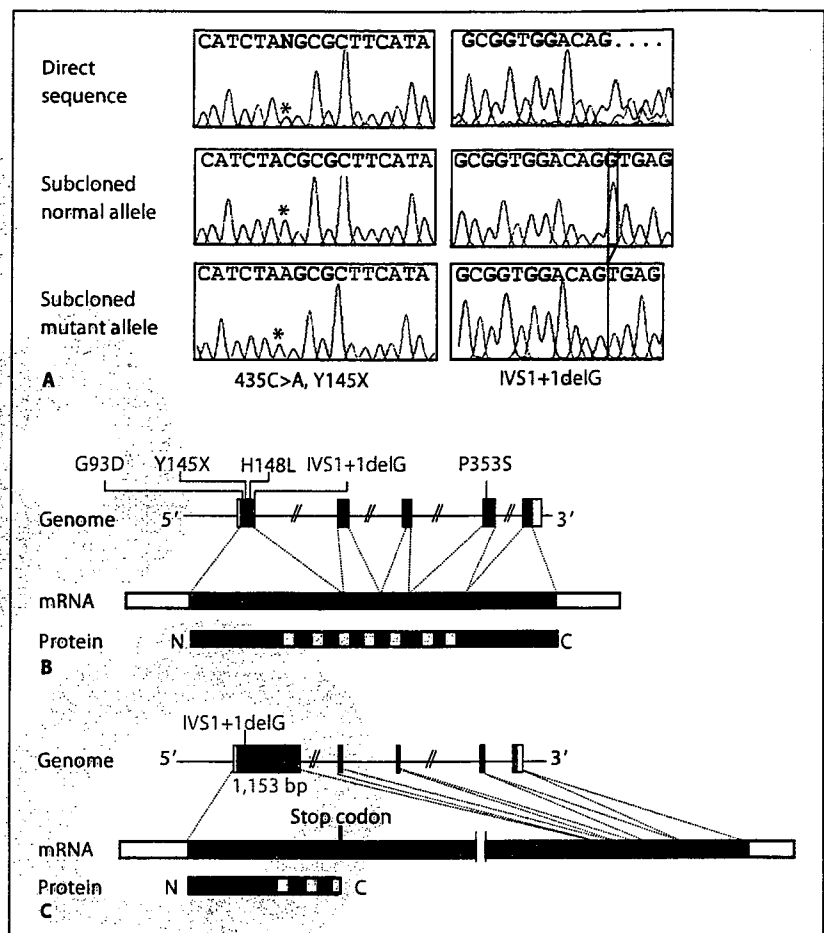 Direct sequence
CATCTANGCGCTTCATA
GCGGTGGACAG....
*
Subcloned normal allele
CATCTACGCGCTTCATA
GCGGTGGACAGGTGAG
*
Subcloned mutant allele
CATCTAAGCGCTTCATA
GCGGTGGACAGTGAG
*
A
435C>A, Y145X
IVS1+1delG
G93D
Y145X
H148L
IVS1+1delG
P353S
Genome
5′
3′
mRNA
Protein
N
C
B
IVS1+1delG
Genome
5′
3′
1,153 bp
Stop codon
mRNA
Protein
N
C
C